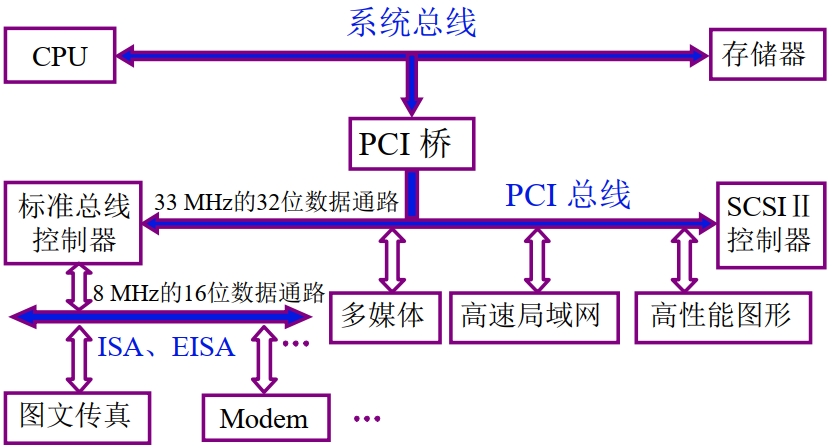 系统总线
CPU
存储器
PCI 桥
33 MHz的32位数据通路
PCI 总线
标准总线
控制器
SCSIⅡ
控制器
8 MHz的16位数据通路
多媒体
高速局域网
高性能图形
ISA、EISA
…
图文传真
Modem
…